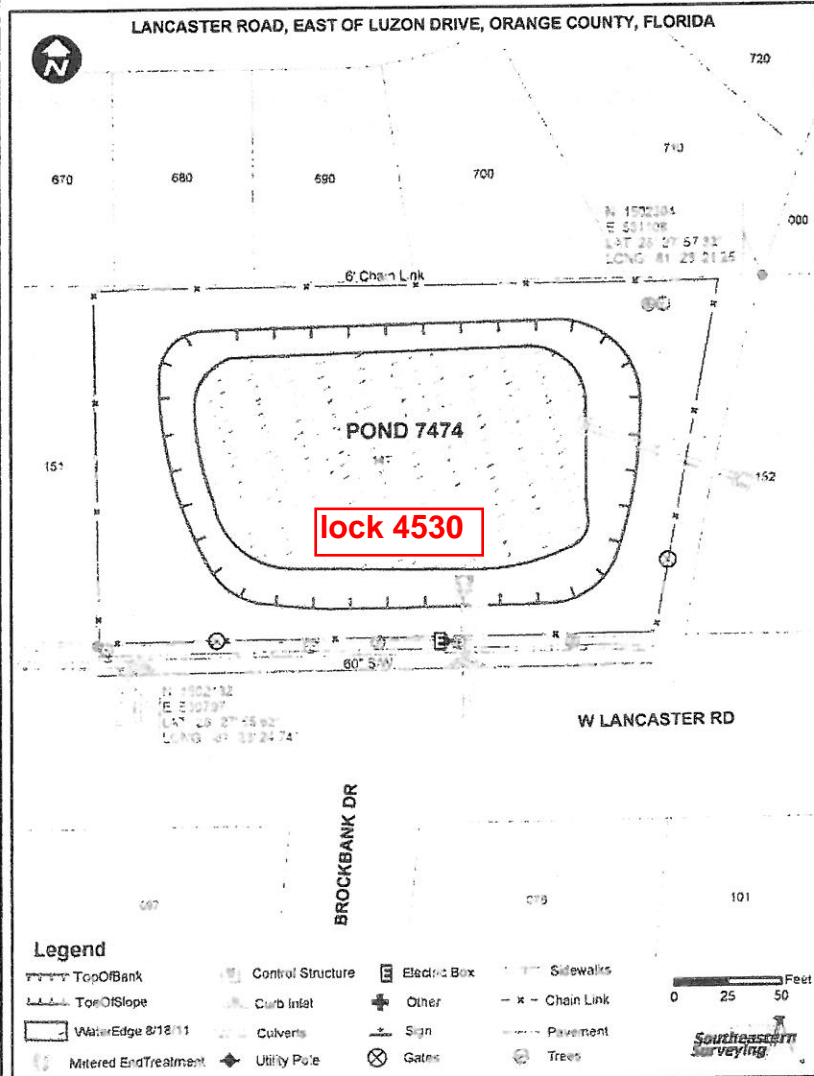 LANCASTER ROAD, EAST OF LUZON DRIVE, ORANGE COUNTY, FLORIDA
N
720
710
670
680
690
700
000
LONG
6' Chain Link
POND 7474
151
152
lock 4530
E
60" S/W
W LANCASTER RD
BROCKBANK DR
101
Legend
TopOfBank
Control Structure
Electric Box
Sidewalks
Feet
TopOfSlope
Curb Inlet
Other
Chain Link
0 25 50
WaterEdge 8/18/11
Culverts
Sign
Pavement
Mitered EndTreatment
Utility Pole
Gates
Trees
Southeastern
Surveying